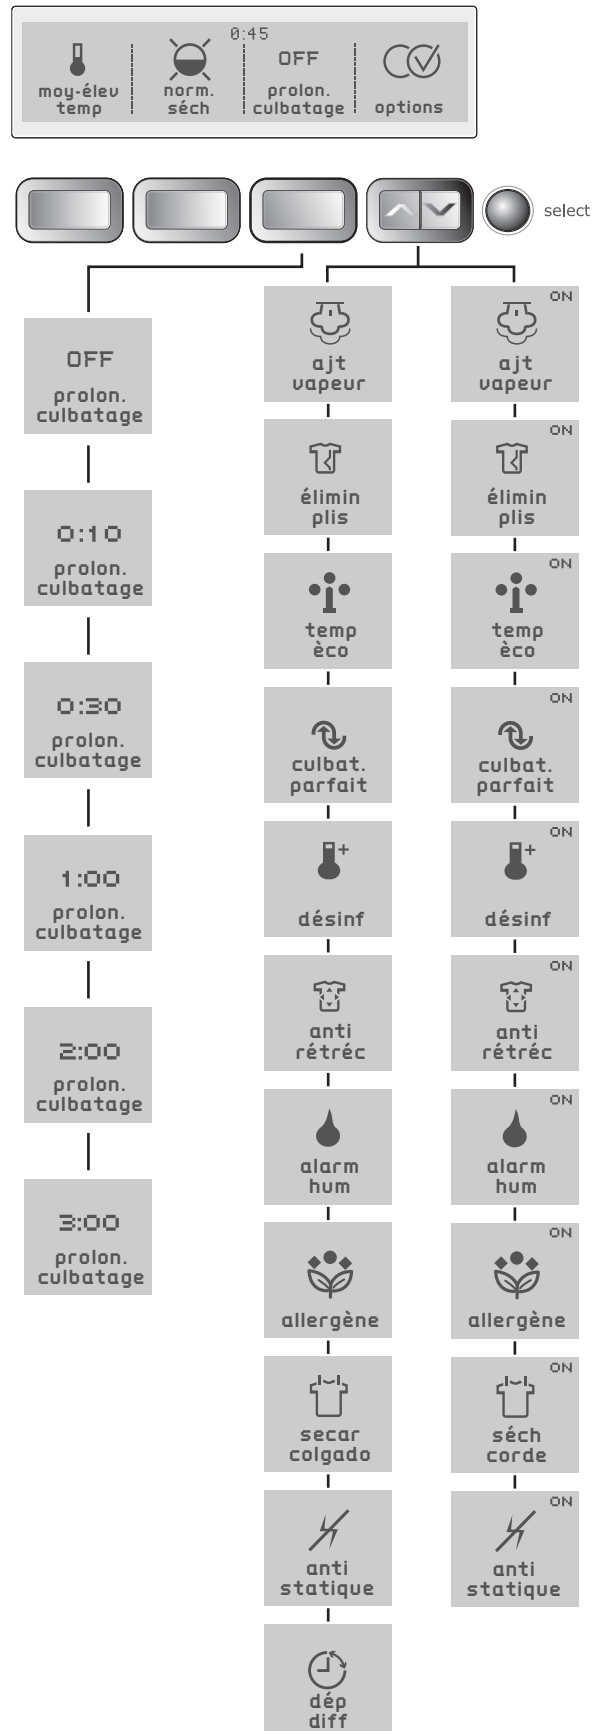 0:45
moy-élev
temp
norm.
séch
OFF
prolon.
culbatage
options
select
OFF
prolon.
culbatage
0:10
prolon.
culbatage
0:30
prolon.
culbatage
1:00
prolon.
culbatage
2:00
prolon.
culbatage
3:00
prolon.
culbatage
ajt
vapeur
élimin
plis
temp
èco
culbat.
parfait
désinf
anti
rétréc
alarm
hum
allergène
secar
colgado
anti
statique
dép
diff
ON
ajt
vapeur
ON
élimin
plis
ON
temp
èco
ON
culbat.
parfait
ON
désinf
ON
anti
rétréc
ON
alarm
hum
ON
allergène
ON
séch
corde
ON
anti
statique